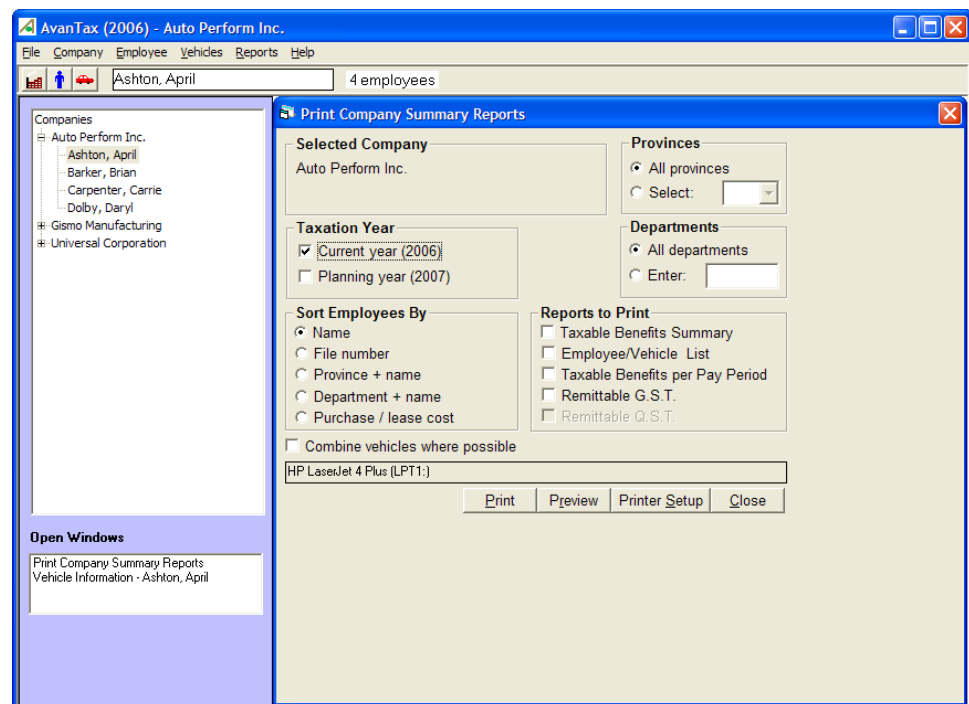 AvanTax (2006) - Auto Perform Inc.
File Company Employee Vehicles Reports Help
Ashton, April 4 employees
Companies
Auto Perform Inc.
Ashton, April
Barker, Brian
Carpenter, Carrie
Dolby, Daryl
Gismo Manufacturing
Universal Corporation
Open Windows
Print Company Summary Reports
Vehicle Information - Ashton, April
Print Company Summary Reports
Selected Company
Auto Perform Inc.
Provinces
All provinces
Select:
Taxation Year
Current year (2006)
Planning year (2007)
Departments
All departments
Enter:
Sort Employees By
Name
File number
Province + name
Department + name
Purchase / lease cost
Reports to Print
Taxable Benefits Summary
Employee/Vehicle List
Taxable Benefits per Pay Period
Remittable G.S.T.
Remittable Q.S.T.
Combine vehicles where possible
HP LaserJet 4 Plus (LPT1:)
Print Preview Printer Setup Close